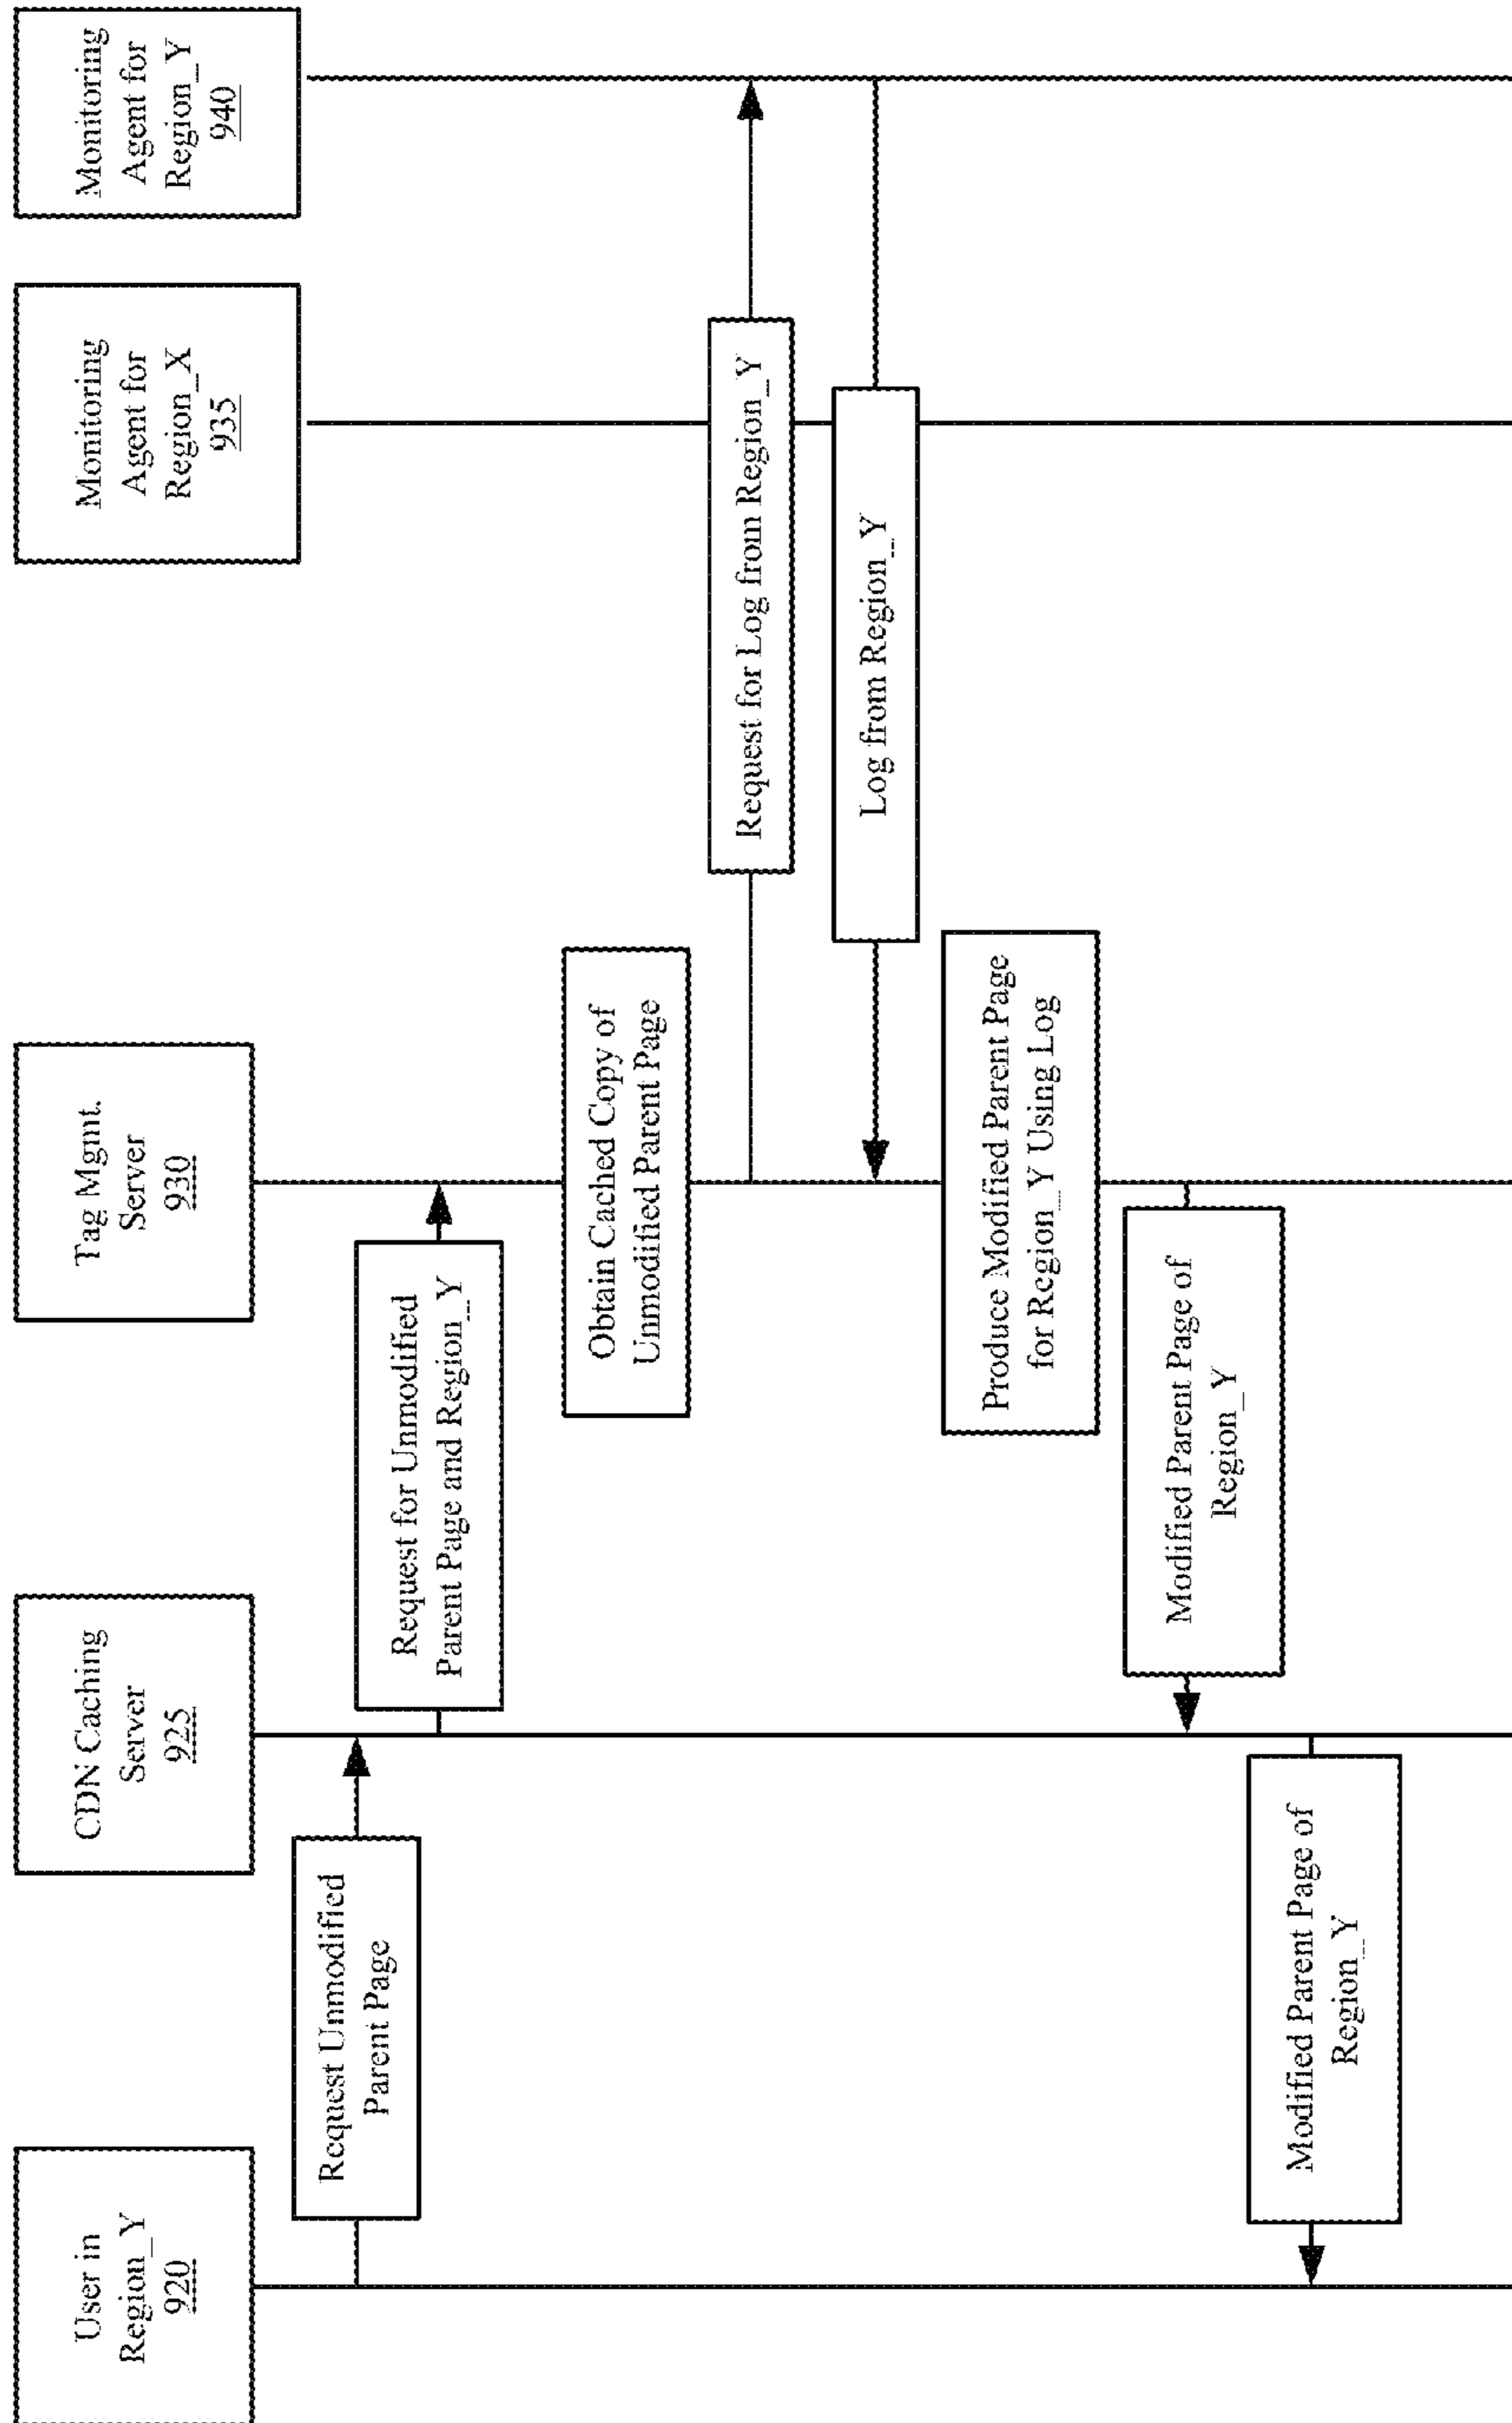 User in
Region_Y
920
CDN Caching
Server
925
Tag Mgmt.
Server
930
Monitoring
Agent for
Region_X
935
Monitoring
Agent for
Region_Y
940
Request Unmodified
Parent Page
Request for Unmodified
Parent Page and Region_Y
Obtain Cached Copy of
Unmodified Parent Page
Request for Log from Region_Y
Log from Region_Y
Produce Modified Parent Page
for Region_Y Using Log
Modified Parent Page of
Region_Y
Modified Parent Page of
Region_Y